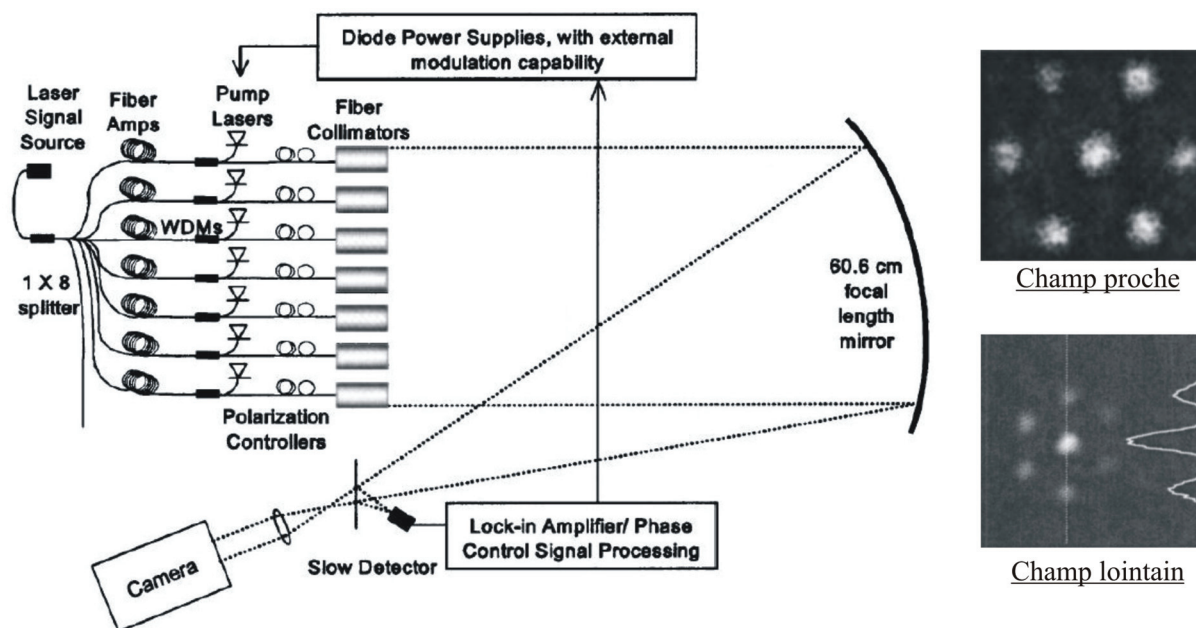 Diode Power Supplies, with external
modulation capability
Laser
Signal
Source
Fiber
Amps
Pump
Lasers
Fiber
Collimators
WDMs
1 X 8
splitter
60.6 cm
focal
length
mirror
Polarization
Controllers
Camera
Slow Detector
Lock-in Amplifier/ Phase
Control Signal Processing
Champ proche
Champ lointain